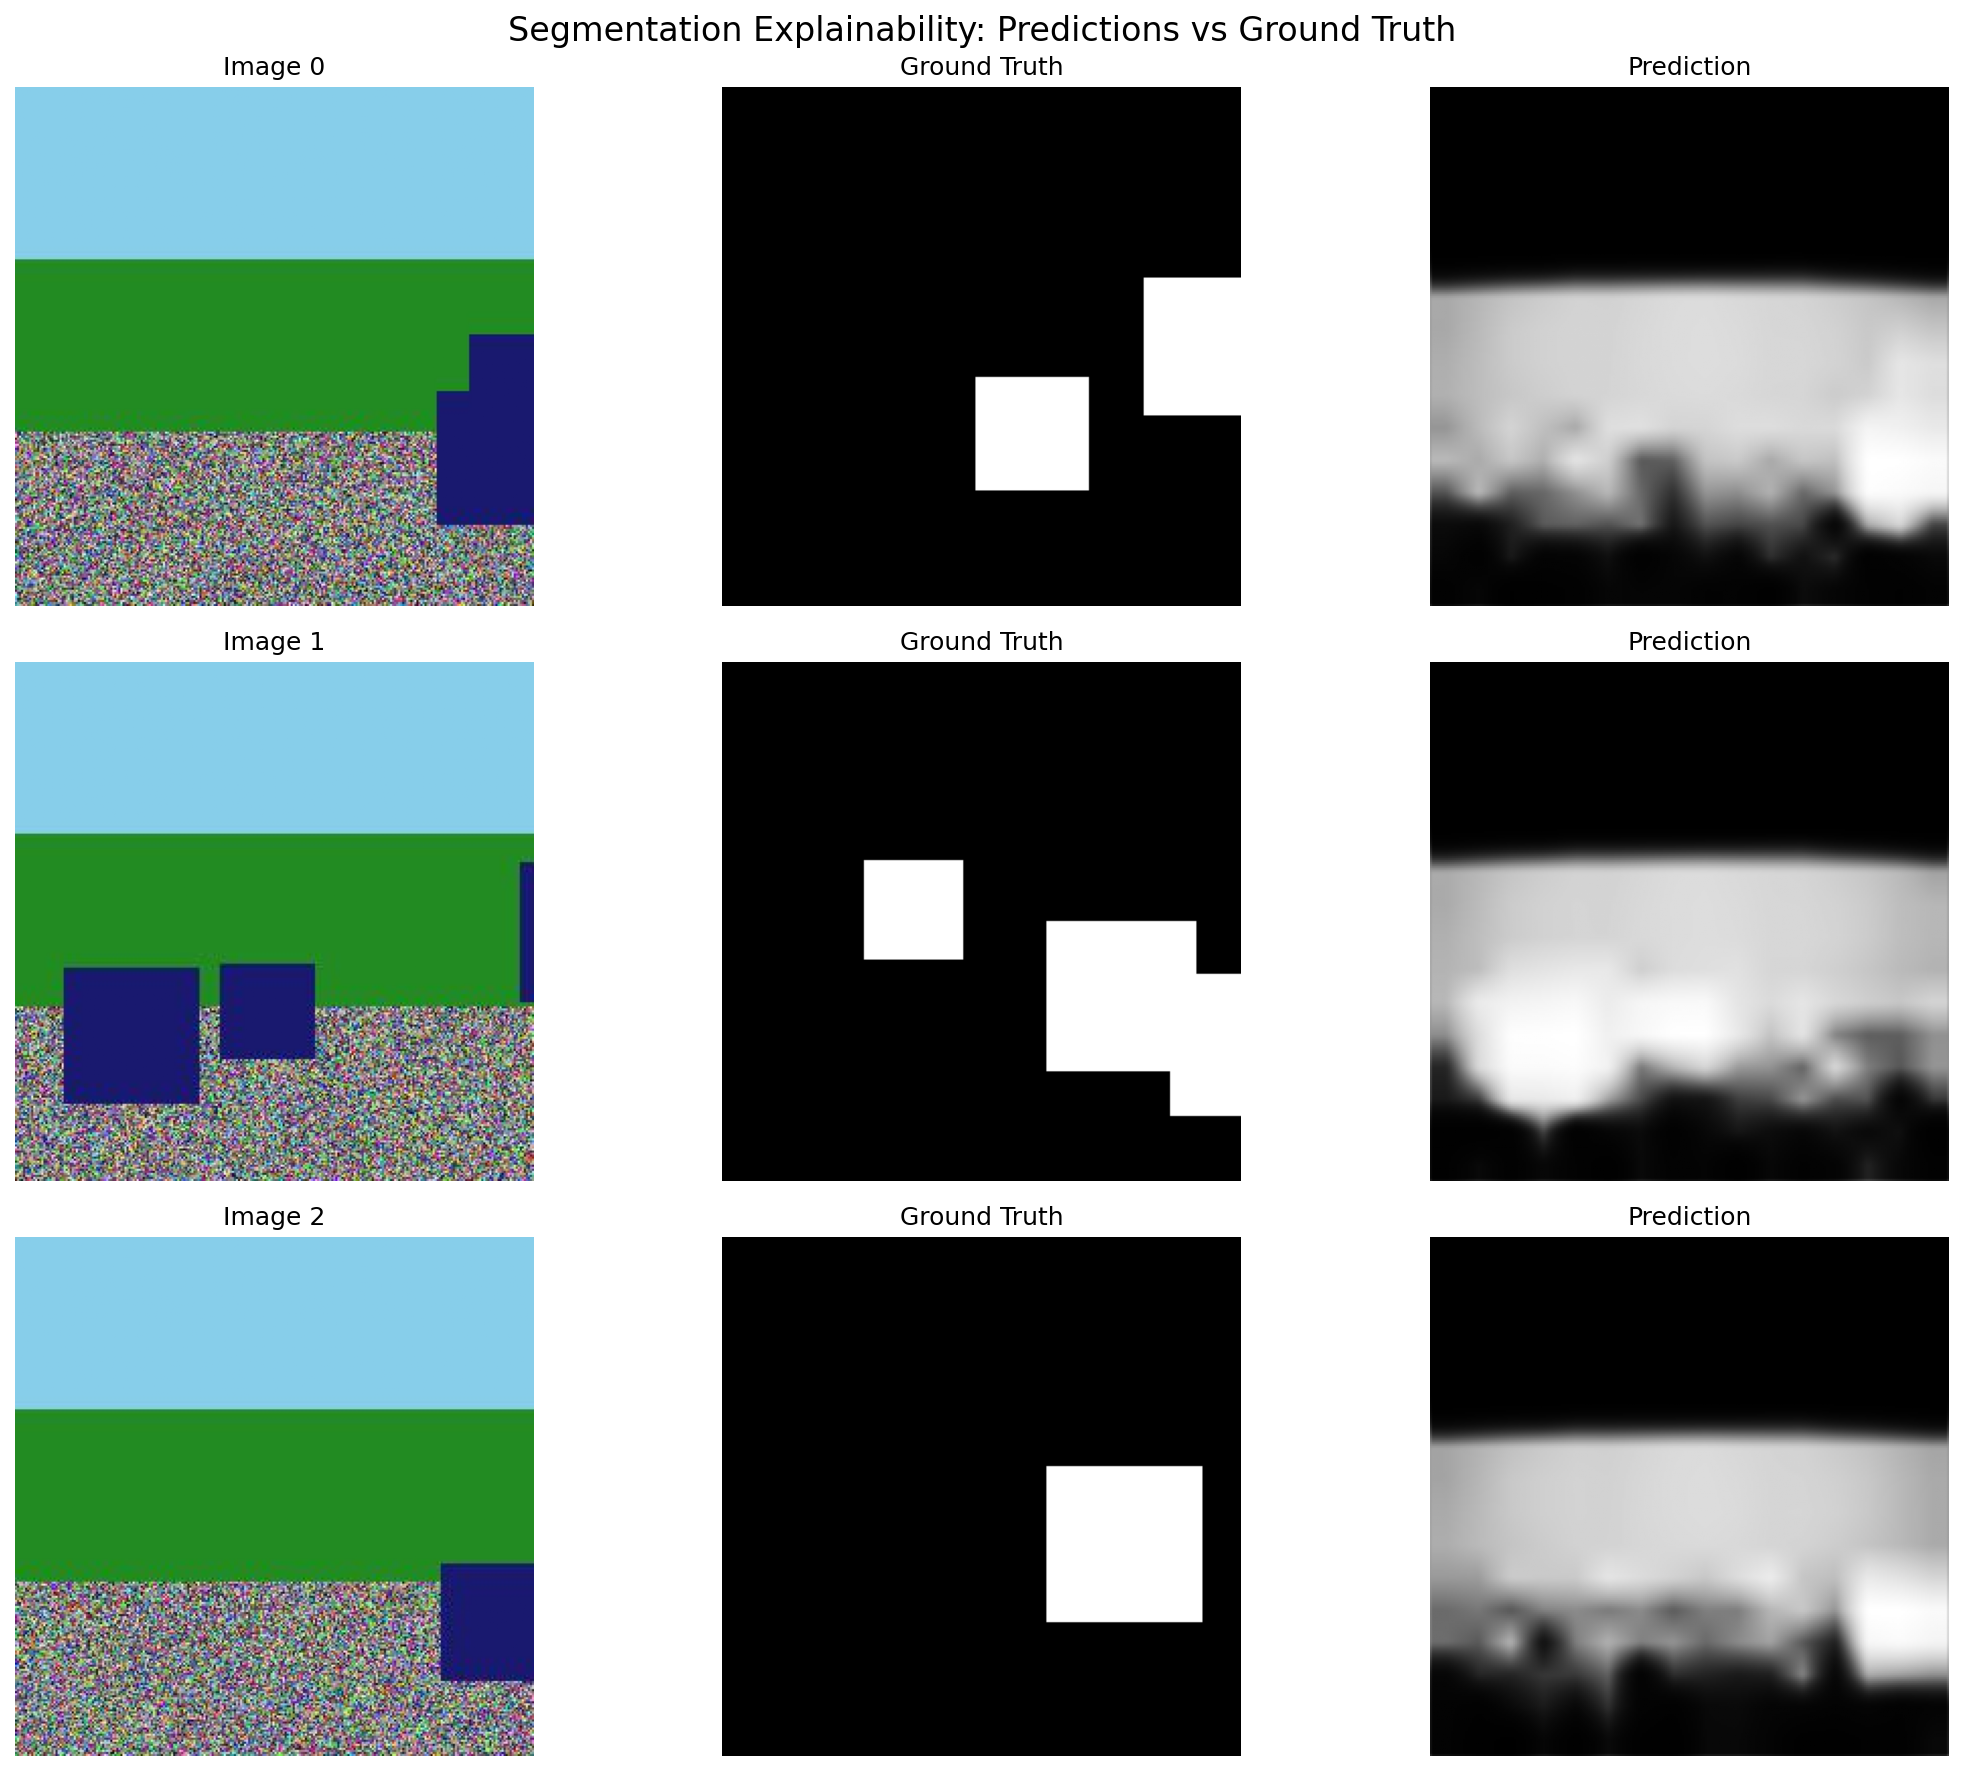 Segmentation Explainability: Predictions vs Ground Truth
Image 0
Ground Truth
Prediction
Image 1
Ground Truth
Prediction
Image 2
Ground Truth
Prediction